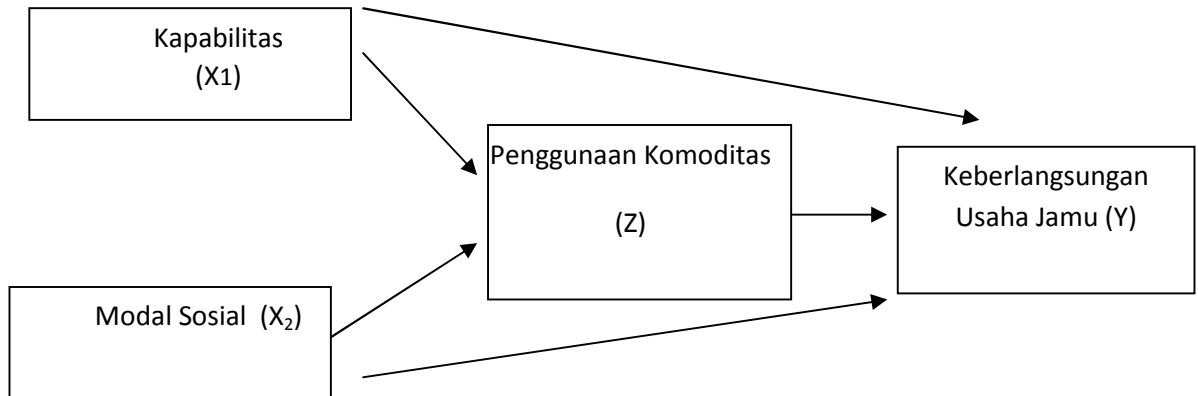 Kapabilitas
(X1)
Penggunaan Komoditas
(Z)
Keberlangsungan
Usaha Jamu (Y)
Modal Sosial (X₂)